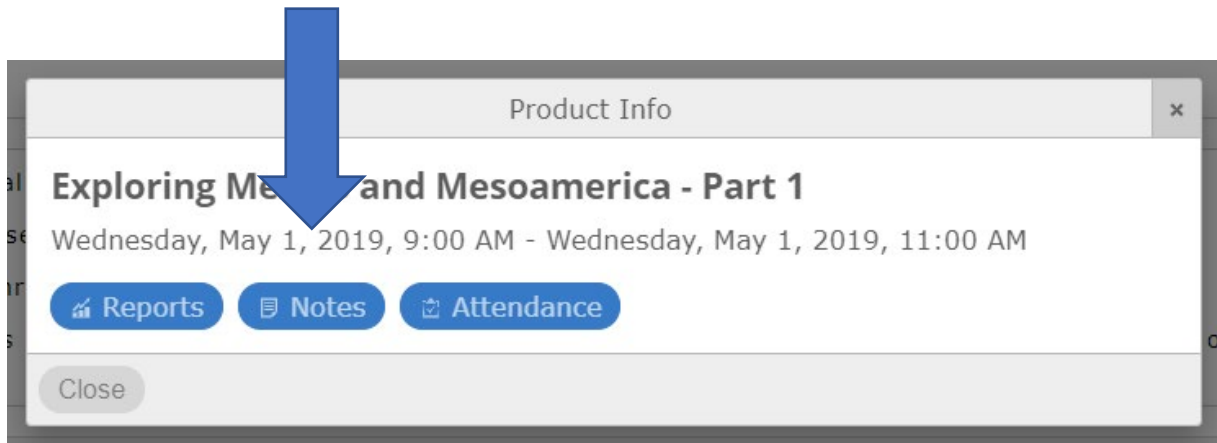 Product Info ×
Exploring Me and Mesoamerica - Part 1
Wednesday, May 1, 2019, 9:00 AM - Wednesday, May 1, 2019, 11:00 AM
Reports Notes Attendance
Close